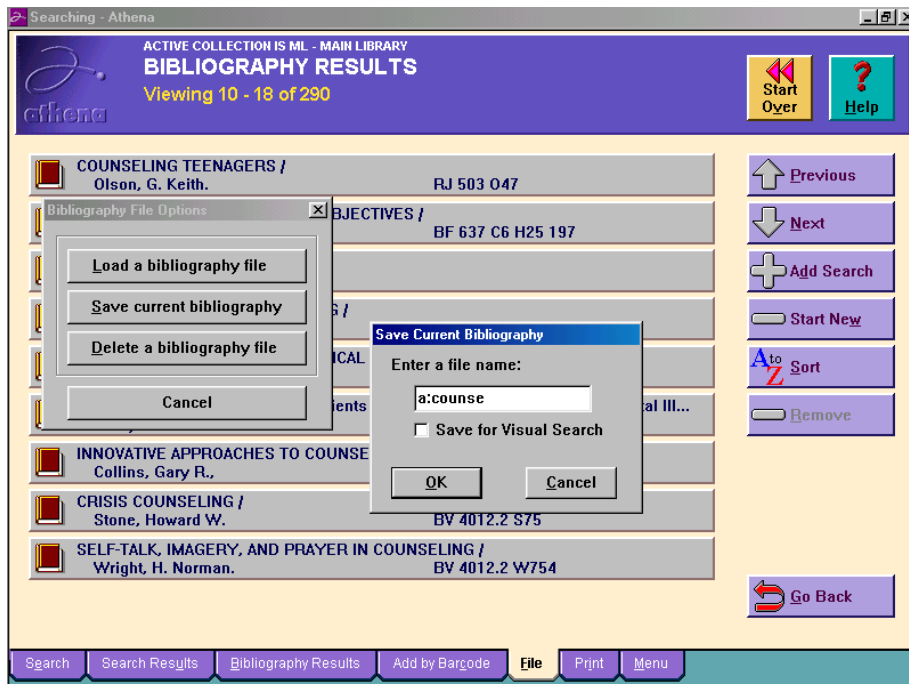 Searching - Athena
ACTIVE COLLECTION IS ML - MAIN LIBRARY
BIBLIOGRAPHY RESULTS
Viewing 10 - 18 of 290
athena
Start
Over
Help
COUNSELING TEENAGERS /
Olson, G. Keith.
RJ 503 O47
Previous
Bibliography File Options
BJECTIVES /
BF 637 C6 H25 197
Next
Load a bibliography file
Add Search
Save current bibliography
G /
Start New
Delete a bibliography file
ICAL
A to Z
Sort
Cancel
ients
tal Ill...
Remove
Save Current Bibliography
Enter a file name:
a:counse
Save for Visual Search
OK
Cancel
INNOVATIVE APPROACHES TO COUNSE
Collins, Gary R.,
CRISIS COUNSELING /
Stone, Howard W.
BV 4012.2 S75
SELF-TALK, IMAGERY, AND PRAYER IN COUNSELING /
Wright, H. Norman.
BV 4012.2 W754
Go Back
Search
Search Results
Bibliography Results
Add by Barcode
File
Print
Menu